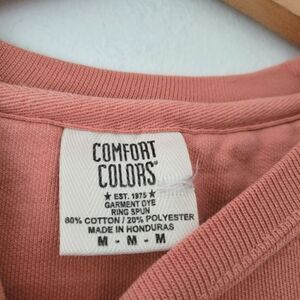 COMFORT
COLORS®
★ EST. 1975 ★
GARMENT DYE
RING SPUN
80% COTTON / 20% POLYESTER
MADE IN HONDURAS
M - M - M